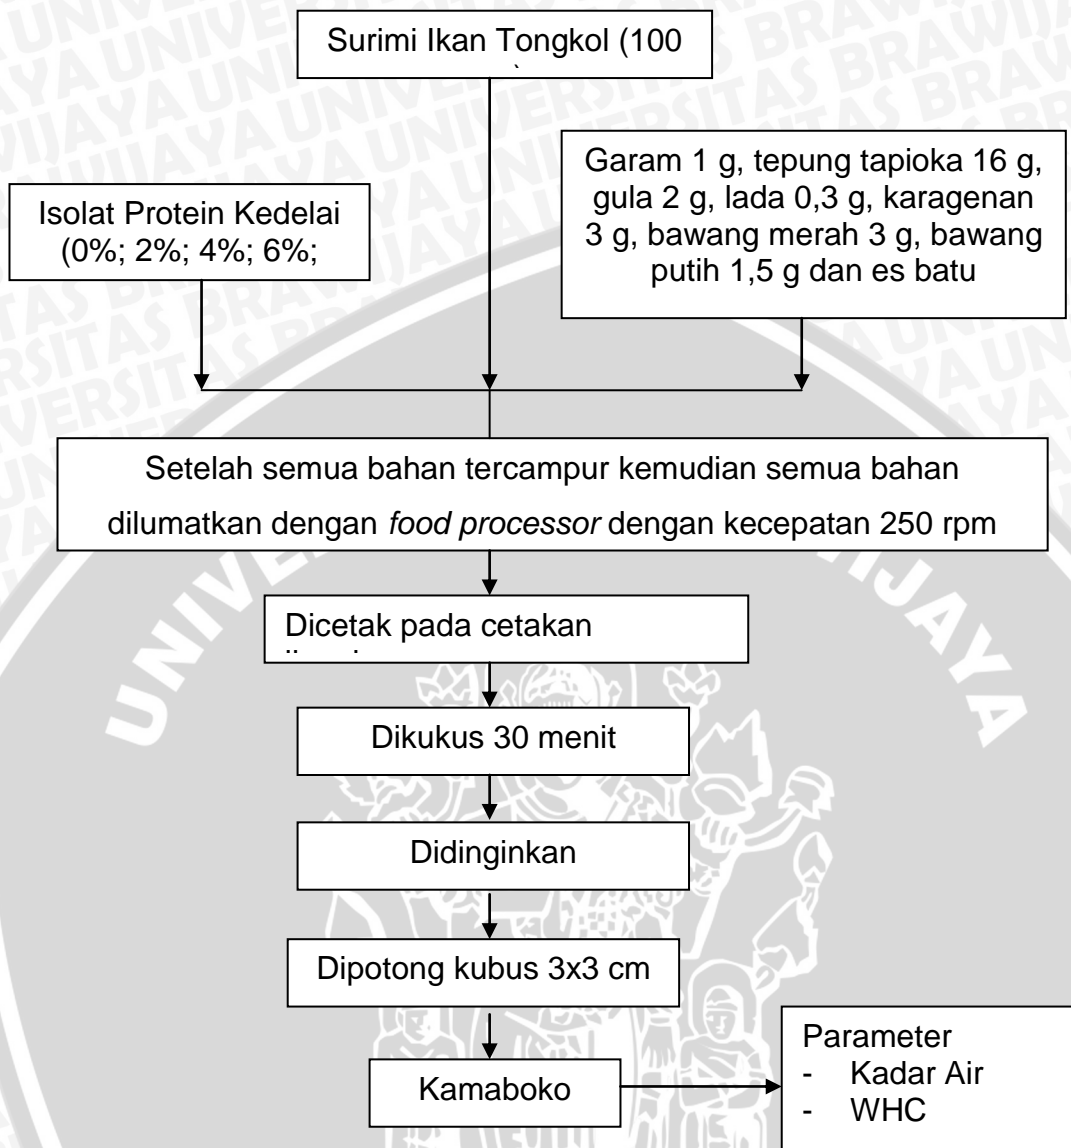 Surimi Ikan Tongkol (100
Garam 1 g, tepung tapioka 16 g,
gula 2 g, lada 0,3 g, karagenan
3 g, bawang merah 3 g, bawang
putih 1,5 g dan es batu
Isolat Protein Kedelai
(0%; 2%; 4%; 6%;
Setelah semua bahan tercampur kemudian semua bahan
dilumatkan dengan food processor dengan kecepatan 250 rpm
Dicetak pada cetakan
Dikukus 30 menit
Didinginkan
Dipotong kubus 3x3 cm
Kamaboko
Parameter
- Kadar Air
- WHC
UNIVERSITAS BRAWIJAYA